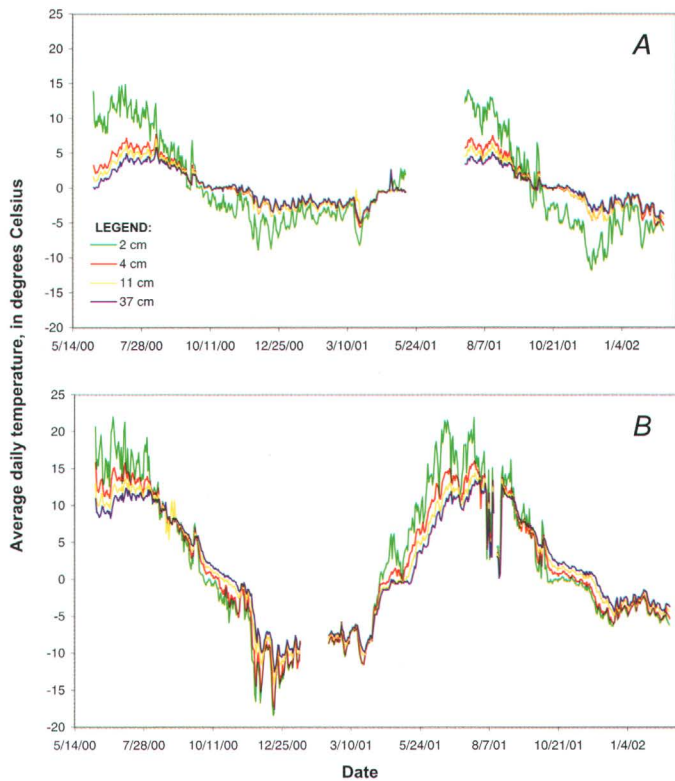 Average daily temperature, in degrees Celsius
25
20
15
10
5
0
-5
-10
-15
-20
A
LEGEND:
2 cm
4 cm
11 cm
37 cm
5/14/00 7/28/00 10/11/00 12/25/00 3/10/01 5/24/01 8/7/01 10/21/01 1/4/02
25
20
15
10
5
0
-5
-10
-15
-20
B
5/14/00 7/28/00 10/11/00 12/25/00 3/10/01 5/24/01 8/7/01 10/21/01 1/4/02
Date